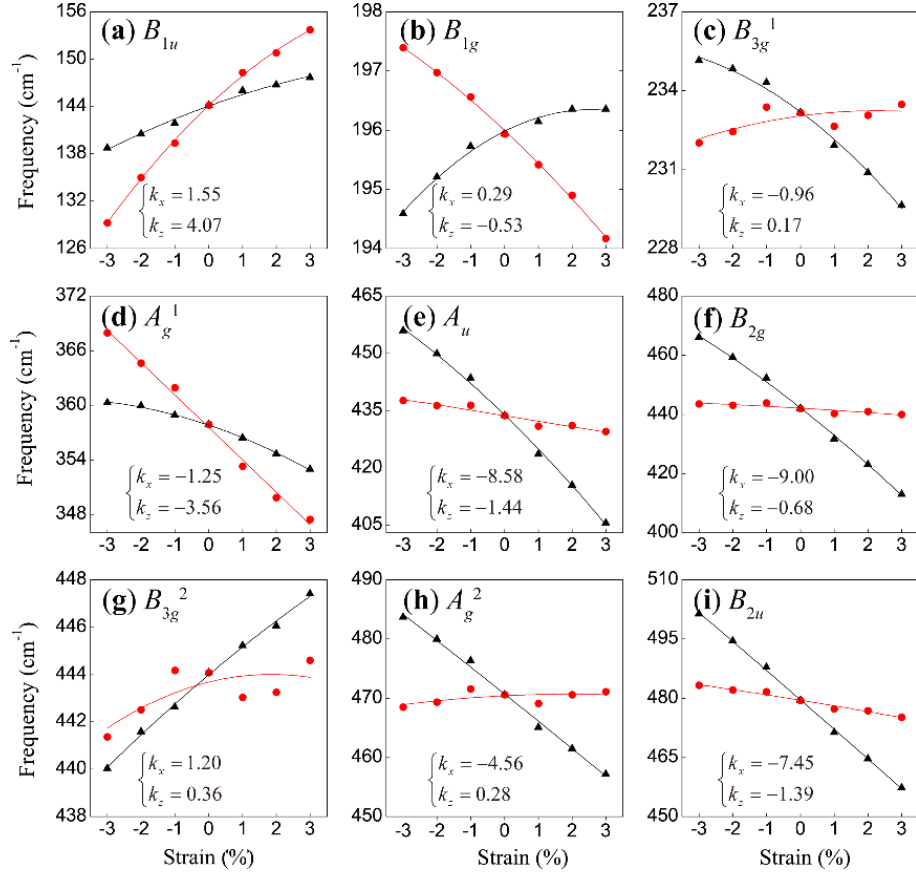 (a) B1u
(b) B1g
(c) B3g^1
Frequency (cm-1)
156
150
144
138
132
126
kx = 1.55
kz = 4.07
-3 -2 -1 0 1 2 3
198
197
196
195
194
kx = 0.29
kz = −0.53
-3 -2 -1 0 1 2 3
237
234
231
228
kx = −0.96
kz = 0.17
-3 -2 -1 0 1 2 3
(d) Ag^1
(e) Au
(f) B2g
Frequency (cm-1)
372
366
360
354
348
kx = −1.25
kz = −3.56
-3 -2 -1 0 1 2 3
465
450
435
420
405
kx = −8.58
kz = −1.44
-3 -2 -1 0 1 2 3
480
460
440
420
400
kx = −9.00
kz = −0.68
-3 -2 -1 0 1 2 3
(g) B3g^2
(h) Ag^2
(i) B2u
Frequency (cm-1)
448
446
444
442
440
438
kx = 1.20
kz = 0.36
-3 -2 -1 0 1 2 3
Strain (%)
490
480
470
460
450
kx = −4.56
kz = 0.28
-3 -2 -1 0 1 2 3
Strain (%)
510
495
480
465
450
kx = −7.45
kz = −1.39
-3 -2 -1 0 1 2 3
Strain (%)